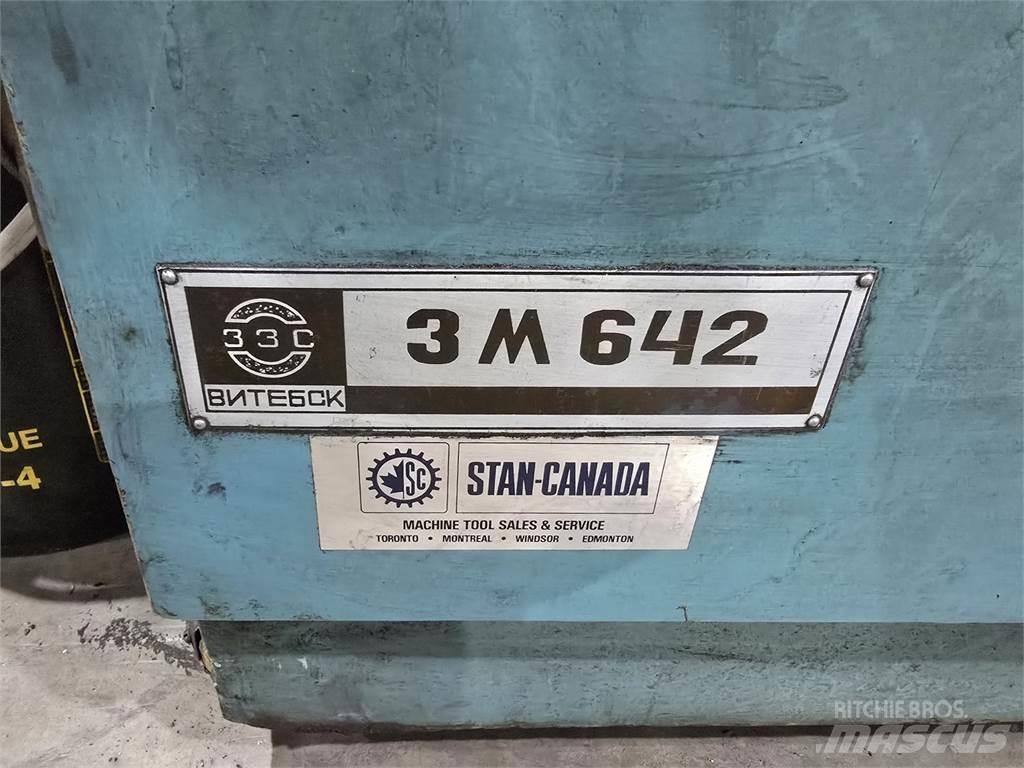 ЗЗС
ВИТЕБСК
3М642
SC
STAN-CANADA
MACHINE TOOL SALES & SERVICE
TORONTO • MONTREAL • WINDSOR • EDMONTON
UE
-4
RITCHIE BROS.
MASCUS